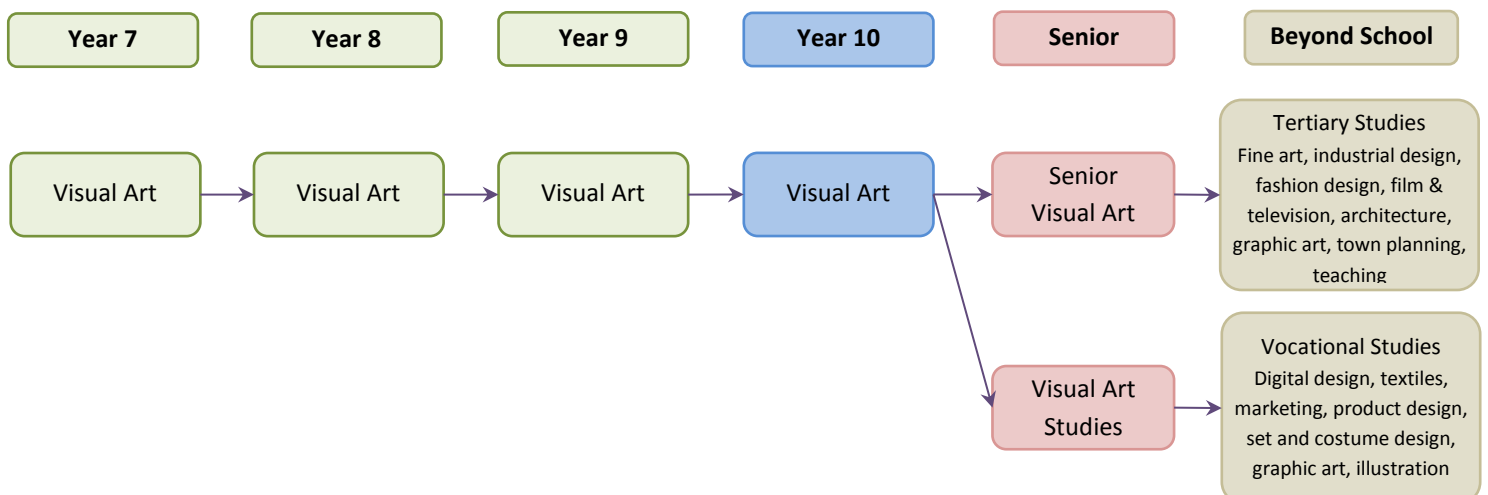 Year 7
Year 8
Year 9
Year 10
Senior
Beyond School
Visual Art
Visual Art
Visual Art
Visual Art
Senior
Visual Art
Tertiary Studies
Fine art, industrial design,
fashion design, film &
television, architecture,
graphic art, town planning,
teaching
Visual Art
Studies
Vocational Studies
Digital design, textiles,
marketing, product design,
set and costume design,
graphic art, illustration